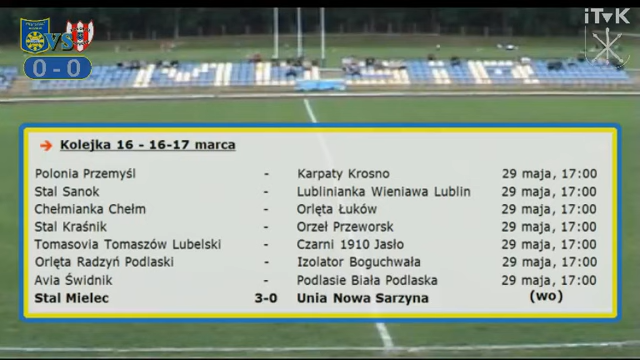 iTvK
vs
0 - 0
Kolejka 16 - 16-17 marca
Polonia Przemyśl - Karpaty Krosno 29 maja, 17:00
Stal Sanok - Lublinianka Wieniawa Lublin 29 maja, 17:00
Chełmianka Chełm - Orlęta Łuków 29 maja, 17:00
Stal Kraśnik - Orzeł Przeworsk 29 maja, 17:00
Tomasovia Tomaszów Lubelski - Czarni 1910 Jasło 29 maja, 17:00
Orlęta Radzyń Podlaski - Izolator Boguchwała 29 maja, 17:00
Avia Świdnik - Podlasie Biała Podlaska 29 maja, 17:00
Stal Mielec 3-0 Unia Nowa Sarzyna (wo)